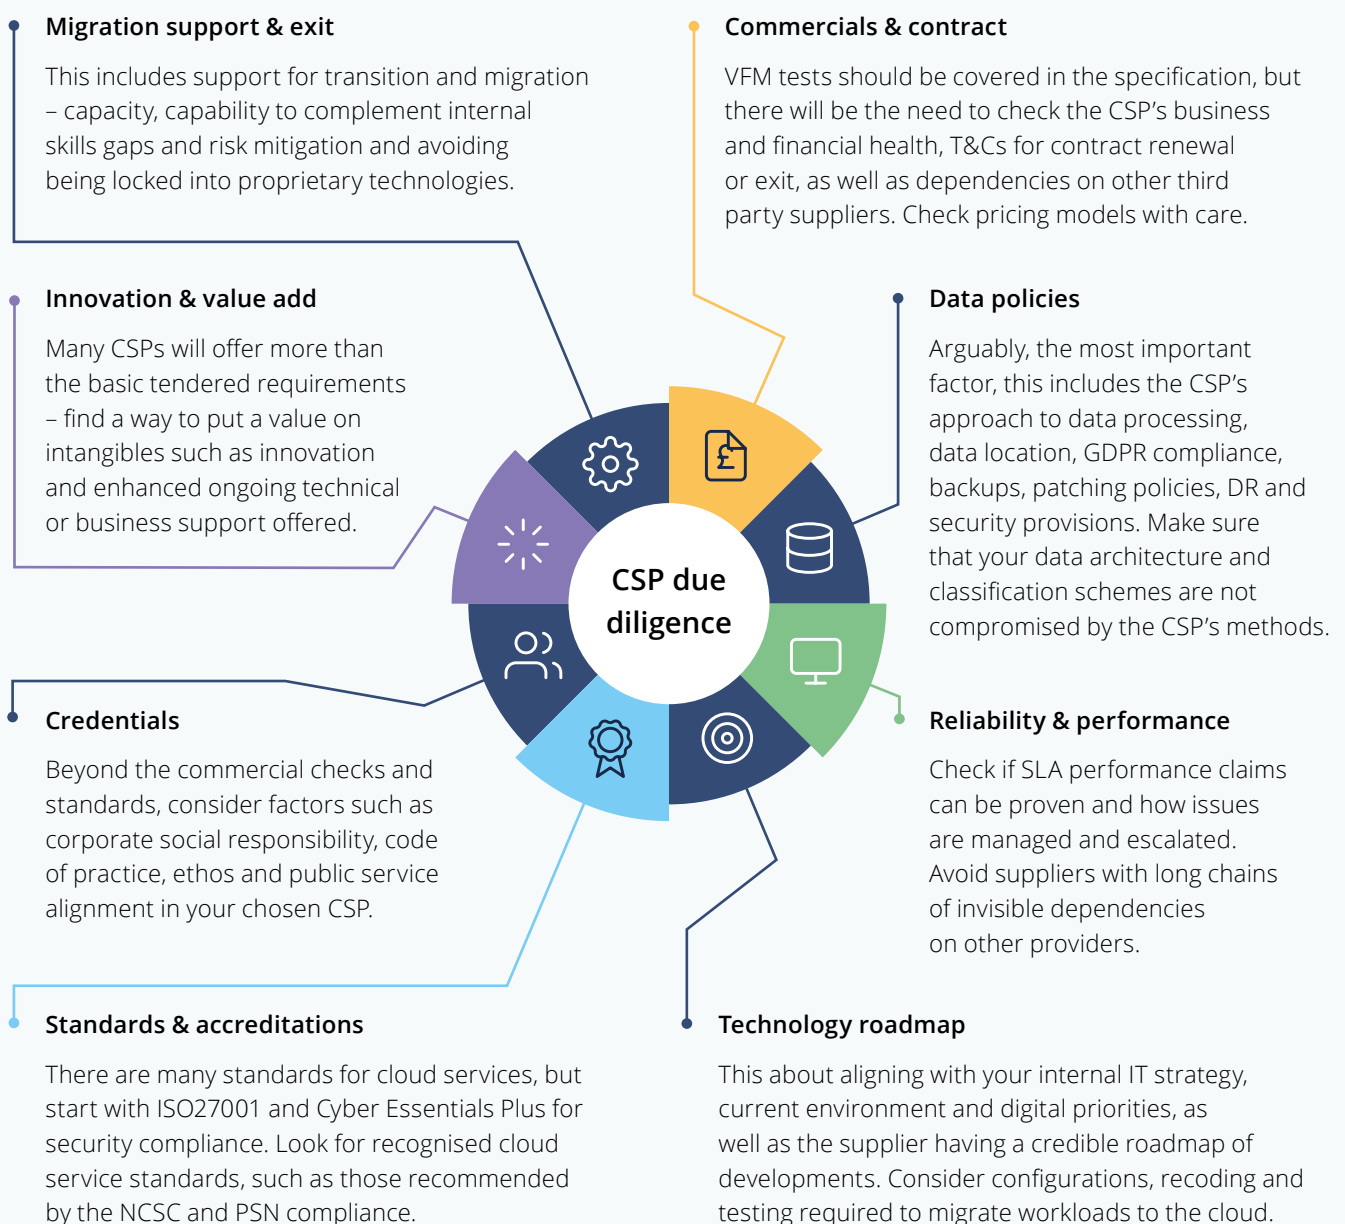 Migration support & exit
This includes support for transition and migration
– capacity, capability to complement internal
skills gaps and risk mitigation and avoiding
being locked into proprietary technologies.
Commercials & contract
VFM tests should be covered in the specification, but
there will be the need to check the CSP’s business
and financial health, T&Cs for contract renewal
or exit, as well as dependencies on other third
party suppliers. Check pricing models with care.
Innovation & value add
Many CSPs will offer more than
the basic tendered requirements
– find a way to put a value on
intangibles such as innovation
and enhanced ongoing technical
or business support offered.
Data policies
Arguably, the most important
factor, this includes the CSP’s
approach to data processing,
data location, GDPR compliance,
backups, patching policies, DR and
security provisions. Make sure
that your data architecture and
classification schemes are not
compromised by the CSP’s methods.
£
CSP due
diligence
Credentials
Beyond the commercial checks and
standards, consider factors such as
corporate social responsibility, code
of practice, ethos and public service
alignment in your chosen CSP.
Reliability & performance
Check if SLA performance claims
can be proven and how issues
are managed and escalated.
Avoid suppliers with long chains
of invisible dependencies
on other providers.
Standards & accreditations
There are many standards for cloud services, but
start with ISO27001 and Cyber Essentials Plus for
security compliance. Look for recognised cloud
service standards, such as those recommended
by the NCSC and PSN compliance.
Technology roadmap
This about aligning with your internal IT strategy,
current environment and digital priorities, as
well as the supplier having a credible roadmap of
developments. Consider configurations, recoding and
testing required to migrate workloads to the cloud.